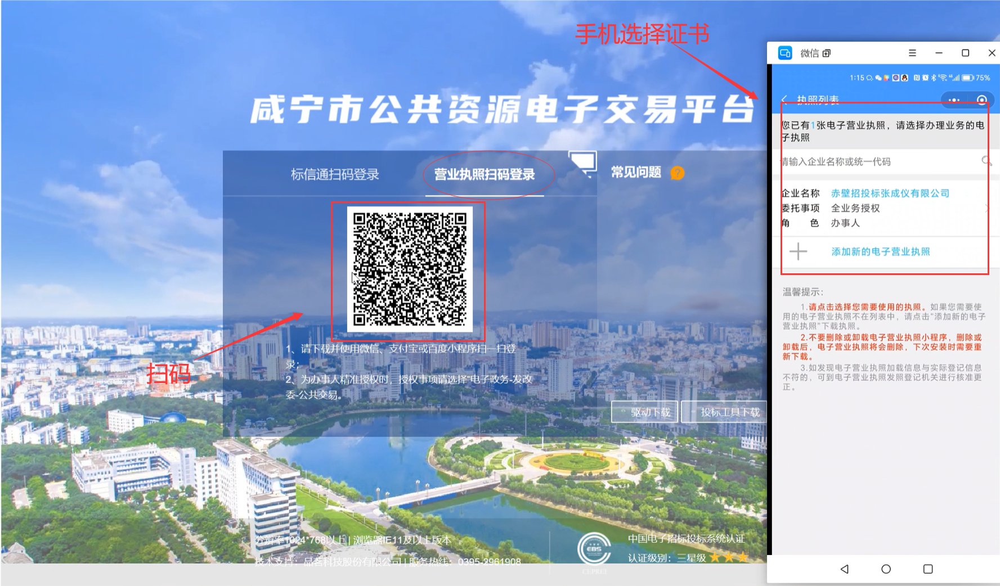 手机选择证书
咸宁市公共资源电子交易平台
标信通扫码登录
营业执照扫码登录
常见问题
?
扫码
1、请下载并使用微信、支付宝或百度小程序扫一扫登
录;
2、为办事人精准授权时，授权事项请选择"电子政务-发改
委-公共交易。
驱动下载
投标工具下载
分辨率1024*768以上 | 浏览器IE11及以上版本
技术支持：品茗科技股份有限公司 | 服务热线：0395-2961908
EBS
CEPREI
中国电子招标投标系统认证
认证级别：三星级
微信
1:15
75%
执照列表
您已有1张电子营业执照，请选择办理业务的电
子执照
请输入企业名称或统一代码
企业名称 赤壁招投标张成仪有限公司
委托事项 全业务授权
角 色 办事人
添加新的电子营业执照
温馨提示：
1.请点击选择您需要使用的执照。如果您需要使
用的电子营业执照不在列表中，请点击"添加新的电子
营业执照"下载执照。
2.不要删除或卸载电子营业执照小程序，删除或
卸载后，电子营业执照将会删除，下次安装时需要重
新下载。
3.如发现电子营业执照加载信息与实际登记信息
不符的，可到电子营业执照发照登记机关进行核准更
正。